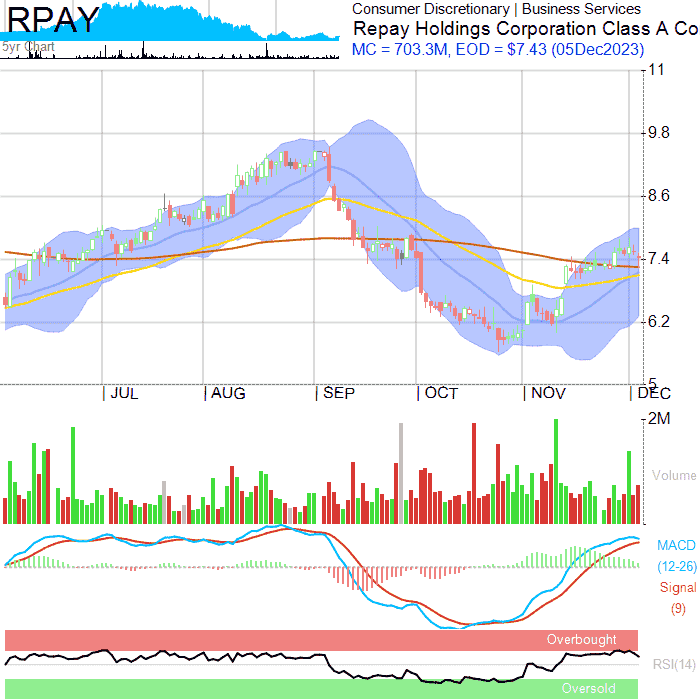 RPAY
5yr Chart
Consumer Discretionary | Business Services
Repay Holdings Corporation Class A Co
MC = 703.3M, EOD = $7.43 (05Dec2023)
11
9.8
8.6
7.4
6.2
5
JUL AUG SEP OCT NOV DEC
2M
Volume
MACD
(12-26)
Signal
(9)
Overbought
RSI(14)
Oversold